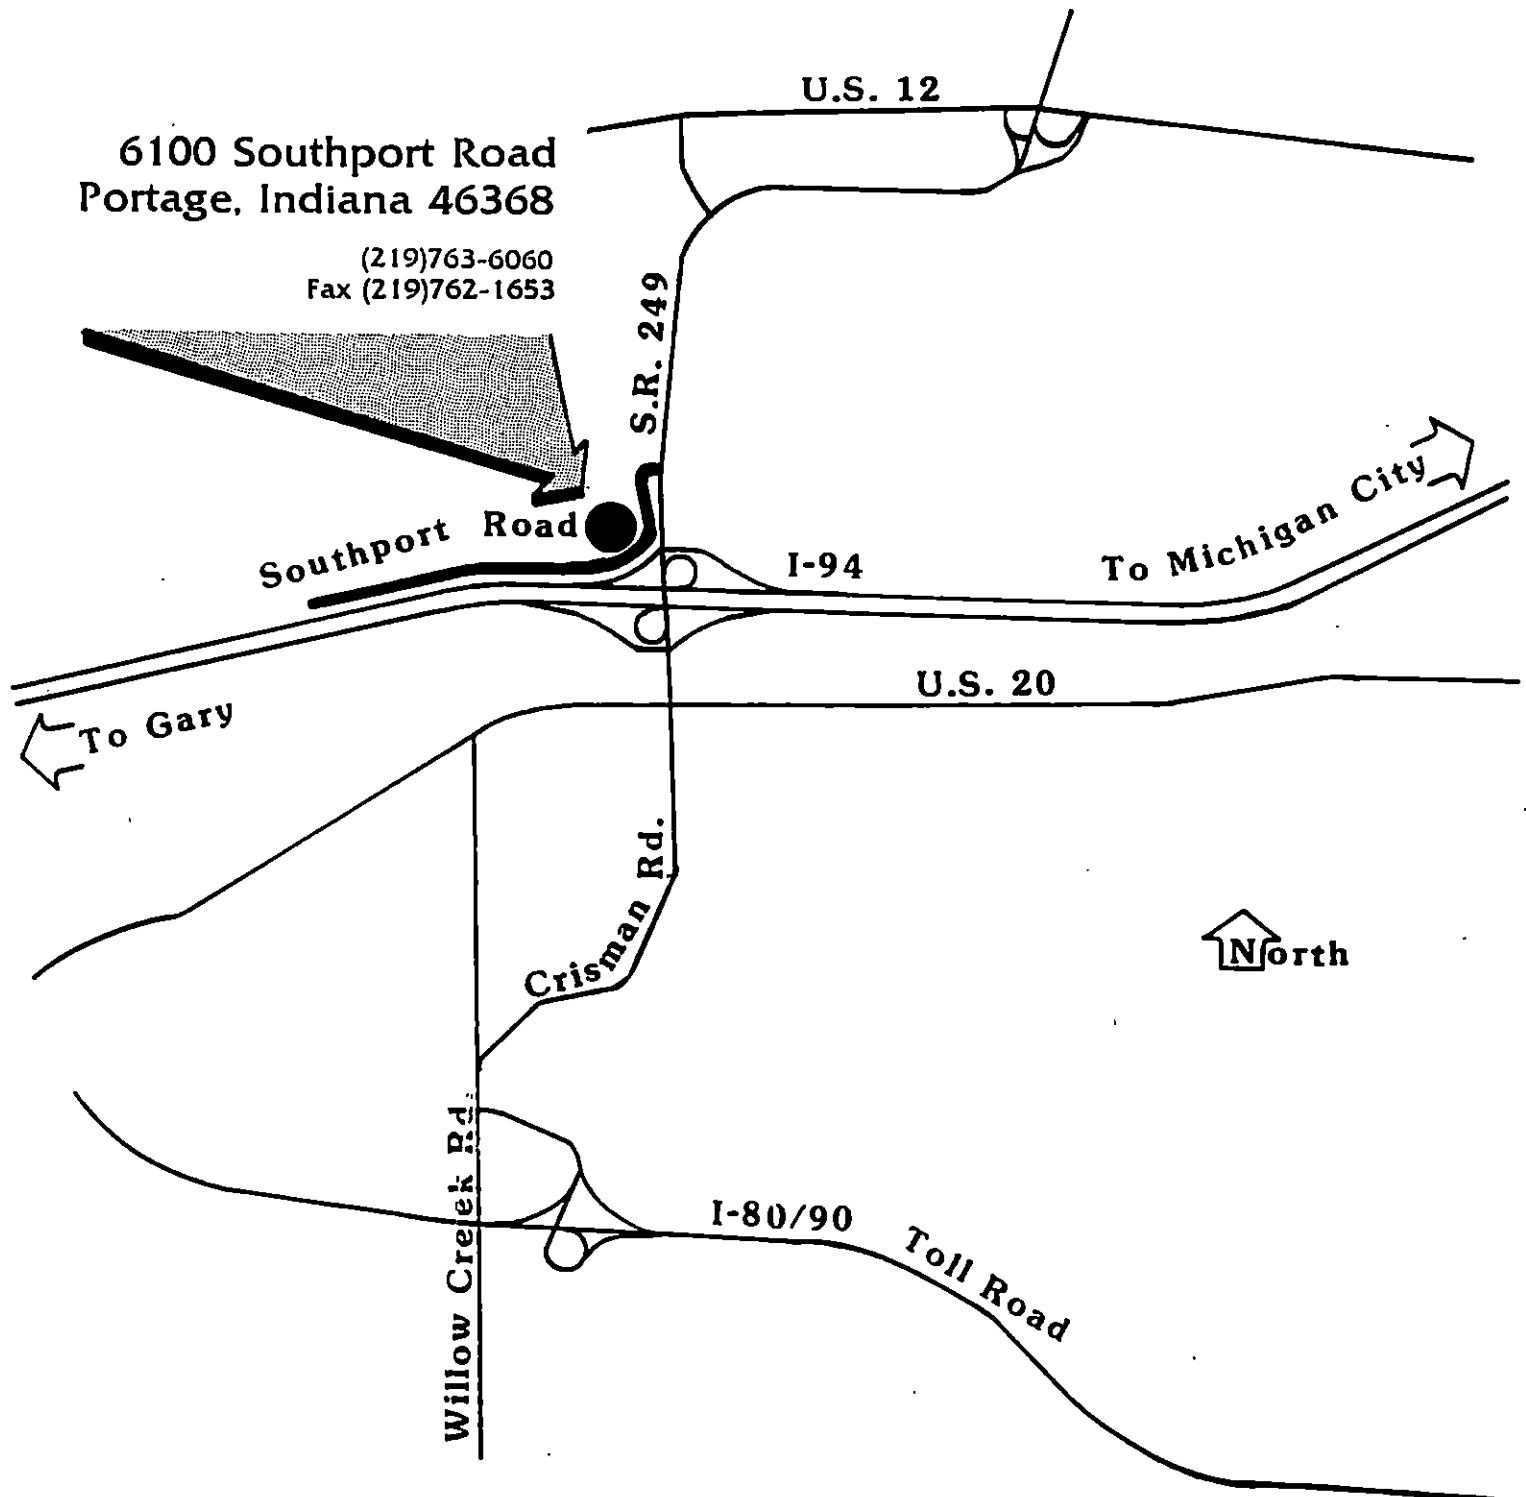 U.S. 12
6100 Southport Road
Portage, Indiana 46368
(219)763-6060
Fax (219)762-1653
S.R. 249
Southport Road
I-94
To Michigan City
U.S. 20
To Gary
Crisman Rd.
North
Willow Creek Rd.
I-80/90
Toll Road